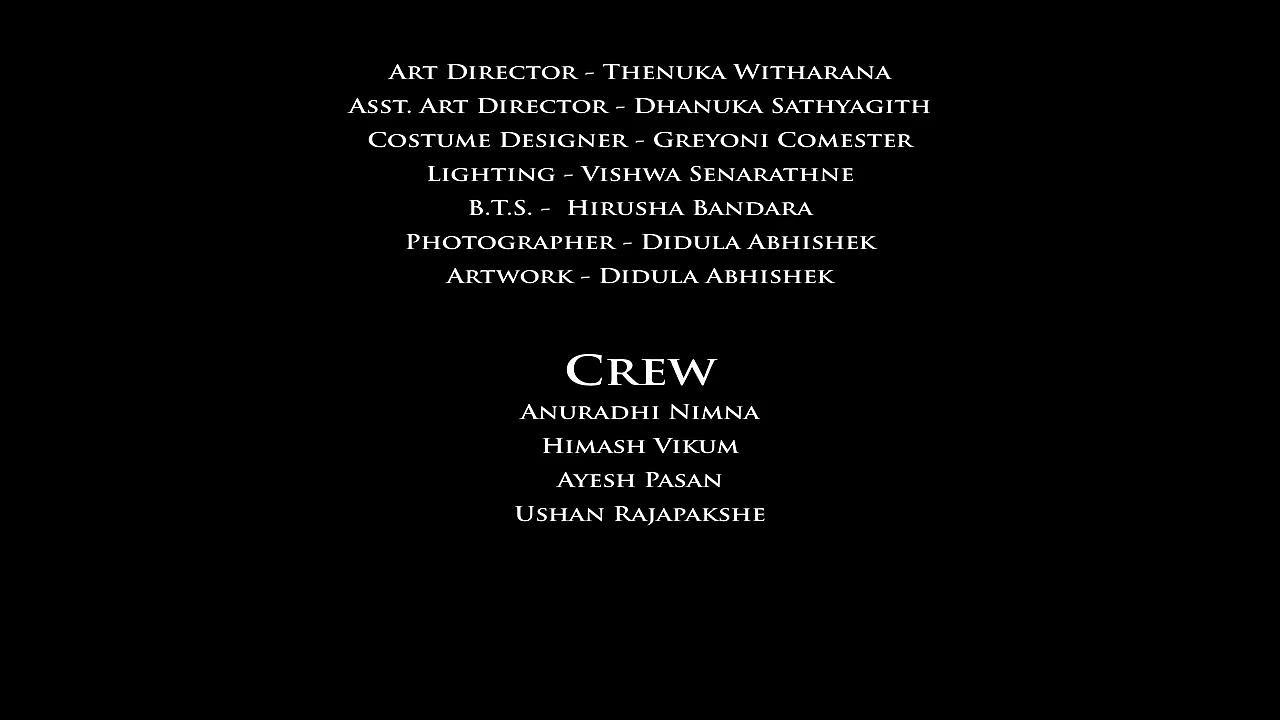 Art Director - Thenuka Witharana
Asst. Art Director - Dhanuka Sathyagith
Costume Designer - Greyoni Comester
Lighting - Vishwa Senarathne
B.T.S. -  Hirusha Bandara
Photographer - Didula Abhishek
Artwork - Didula Abhishek
Crew
Anuradhi Nimna
Himash Vikum
Ayesh Pasan
Ushan Rajapakshe